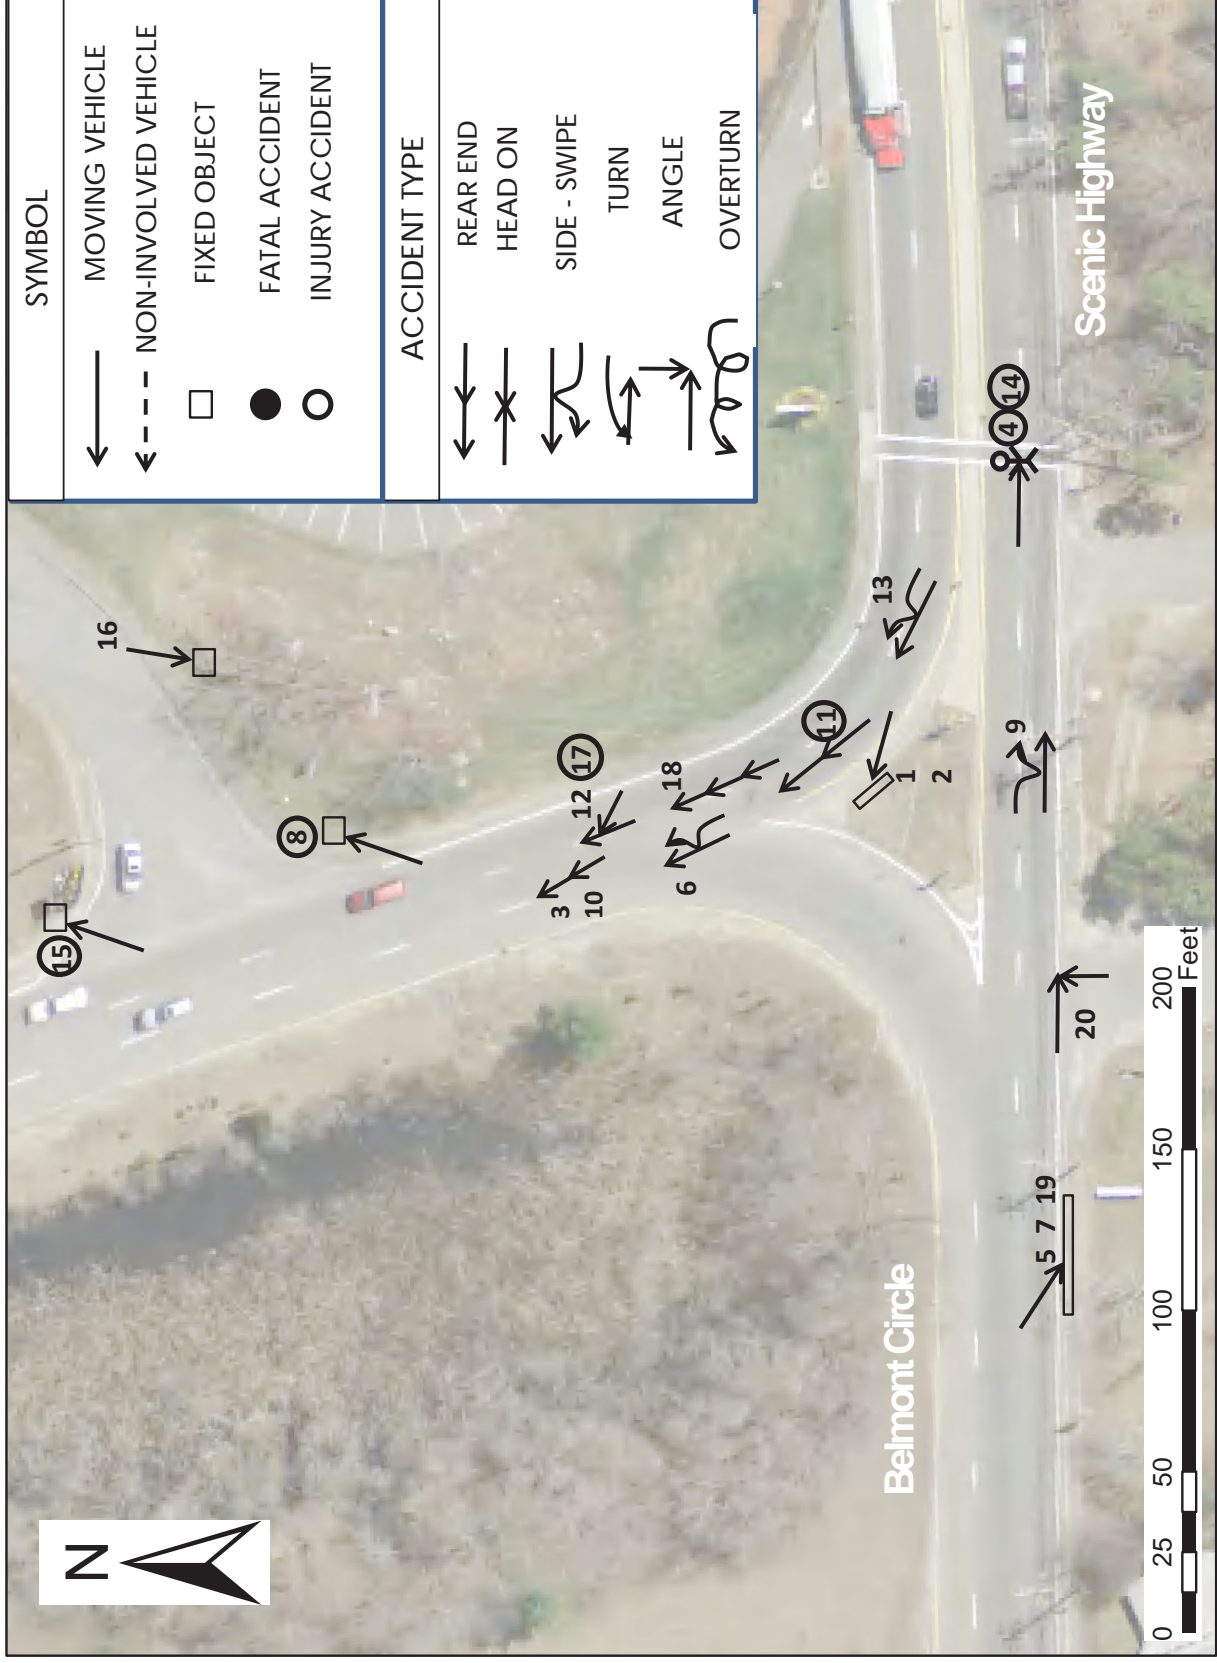 SYMBOL
MOVING VEHICLE
NON-INVOLVED VEHICLE
FIXED OBJECT
FATAL ACCIDENT
INJURY ACCIDENT
ACCIDENT TYPE
REAR END
HEAD ON
SIDE - SWIPE
TURN
ANGLE
OVERTURN
N
15
16
8
3
10
12
17
6
18
11
13
1
2
9
4
14
5 7 19
20
Belmont Circle
Scenic Highway
0 25 50 100 150 200
Feet